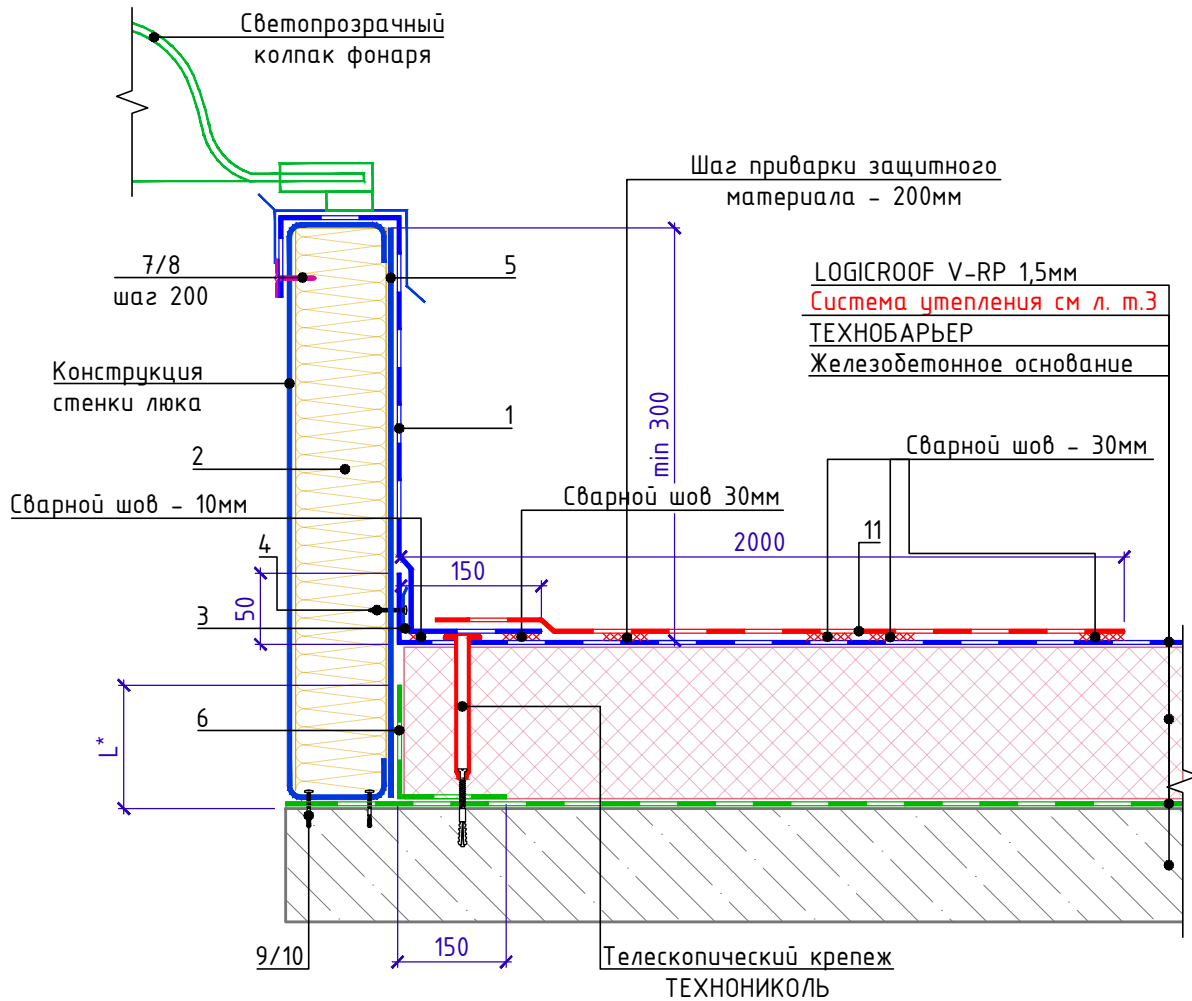 Светопрозрачный
колпак фонаря
Шаг приварки защитного
материала - 200мм
7/8
шаг 200
5
LOGICROOF V-RP 1,5мм
Система утепления см л. т.3
ТЕХНОБАРЬЕР
Железобетонное основание
Конструкция
стенки люка
1
min 300
2
Сварной шов - 30мм
Сварной шов - 10мм
Сварной шов 30мм
11
2000
4
150
50
3
6
L*
9/10
150
Телескопический крепеж
ТЕХНОНИКОЛЬ